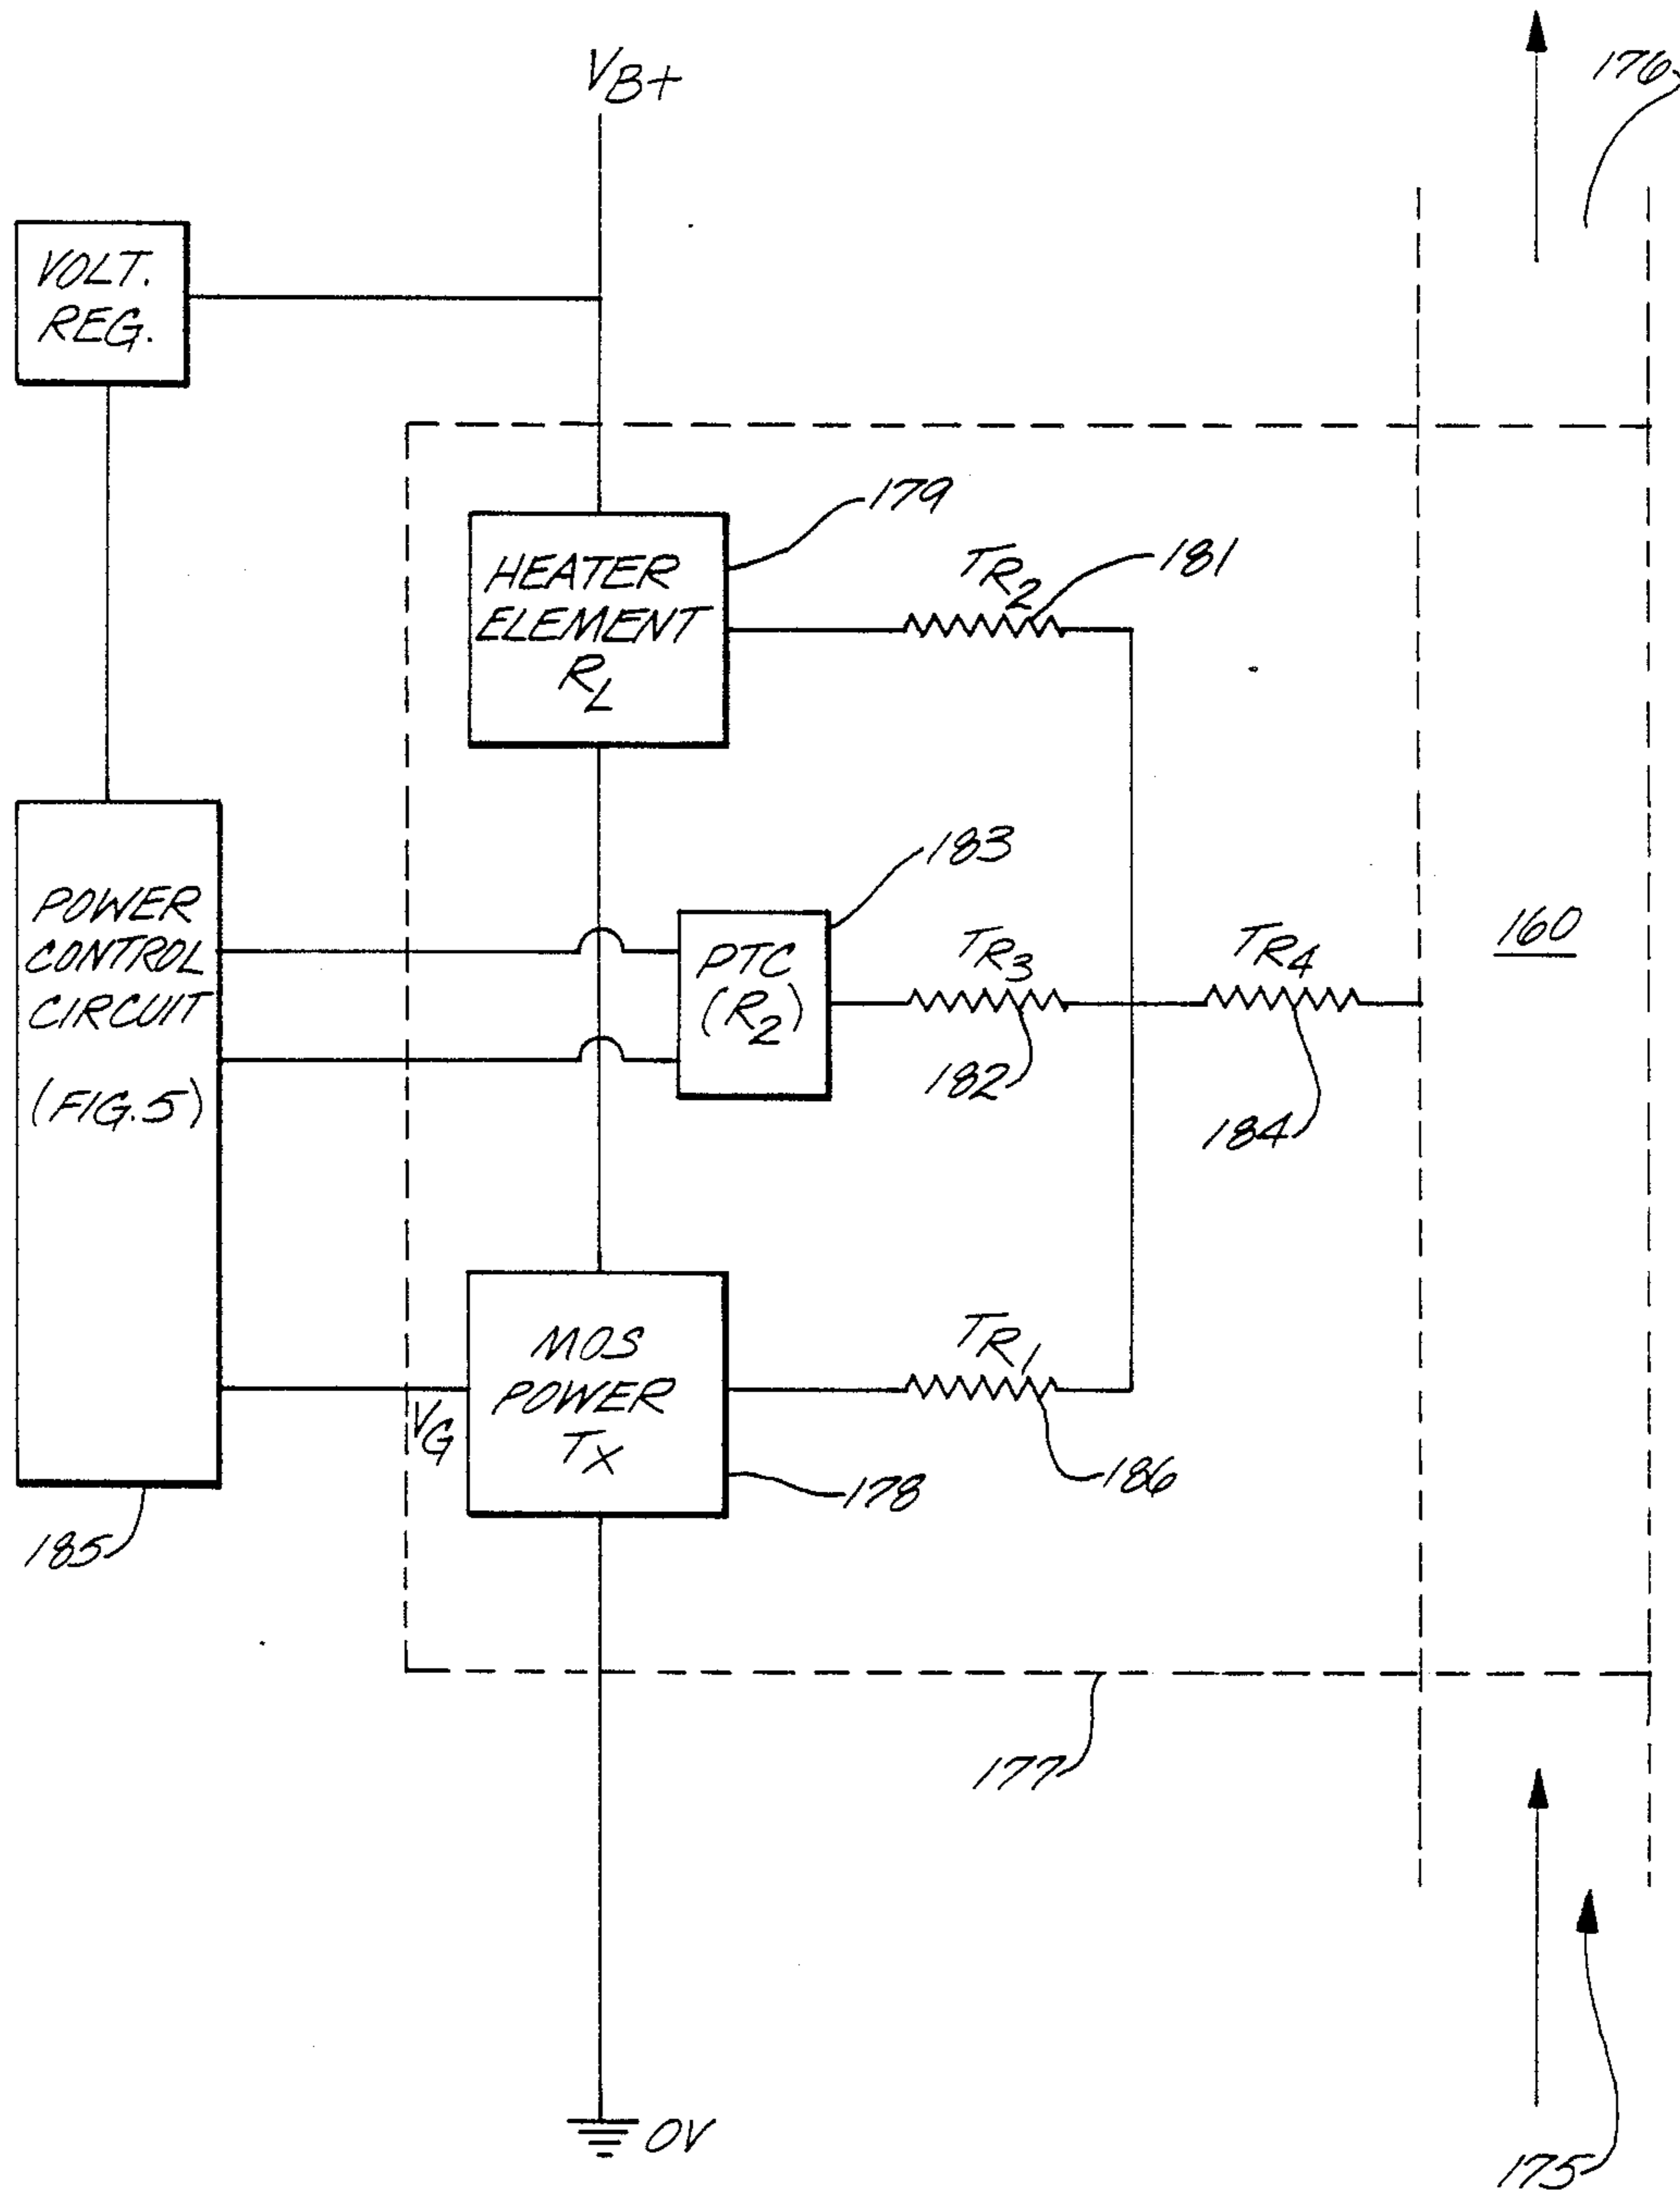 VB+
176
VOLT.
REG.
179
HEATER
ELEMENT
RL
TR2
181
183
POWER
CONTROL
CIRCUIT
(FIG.5)
PTC
(R2)
TR3
182
TR4
184
160
MOS
POWER
TX
VG
TR1
186
178
185
177
0V
175